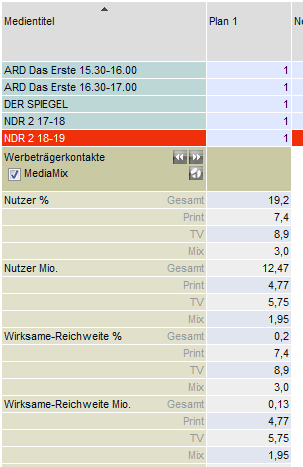 Medientitel Plan 1 Ne
ARD Das Erste 15.30-16.00 1
ARD Das Erste 16.30-17.00 1
DER SPIEGEL 1
NDR 2 17-18 1
NDR 2 18-19 1
Werbeträgerkontakte
MediaMix
Nutzer % Gesamt 19,2
Print 7,4
TV 8,9
Mix 3,0
Nutzer Mio. Gesamt 12,47
Print 4,77
TV 5,75
Mix 1,95
Wirksame-Reichweite % Gesamt 0,2
Print 7,4
TV 8,9
Mix 3,0
Wirksame-Reichweite Mio. Gesamt 0,13
Print 4,77
TV 5,75
Mix 1,95